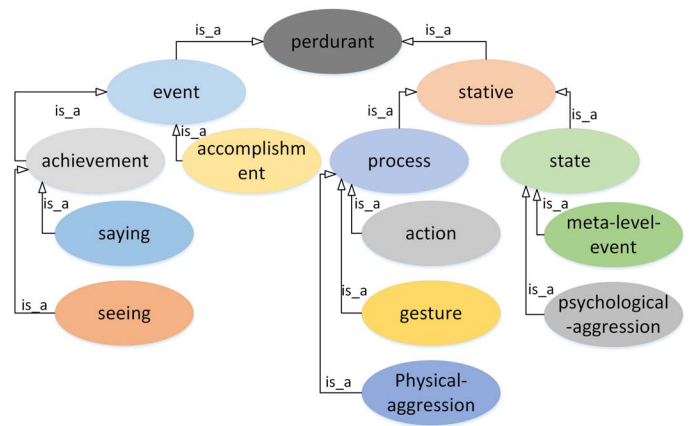 is_a
perdurant
is_a
event
stative
is_a
is_a
is_a
is_a
achievement
accomplishm
ent
process
state
is_a
saying
is_a
action
is_a
meta-level-
event
is_a
seeing
is_a
gesture
is_a
psychological
-aggression
is_a
Physical-
aggression